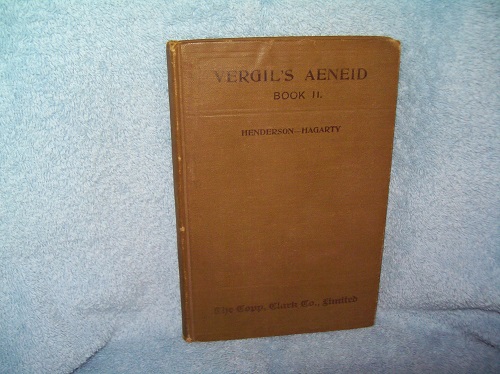 VERGIL'S AENEID
BOOK II.
HENDERSON-HAGARTY
The Copp, Clark Co., Limited